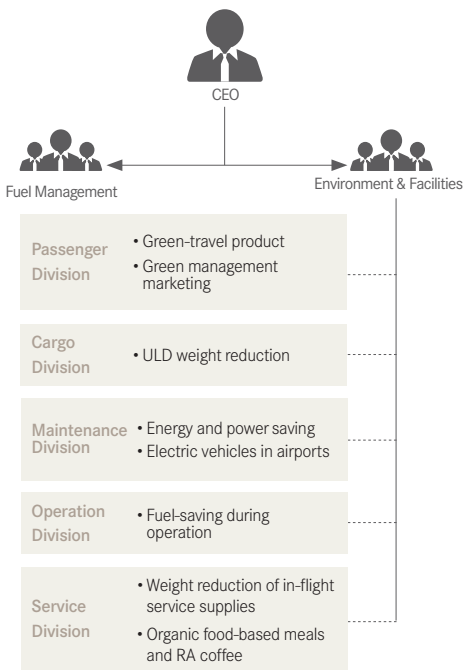 CEO
Fuel Management
Environment & Facilities
Passenger
Division
• Green-travel product
• Green management
marketing
Cargo
Division
• ULD weight reduction
Maintenance
Division
• Energy and power saving
• Electric vehicles in airports
Operation
Division
• Fuel-saving during
operation
Service
Division
• Weight reduction of in-flight
service supplies
• Organic food-based meals
and RA coffee